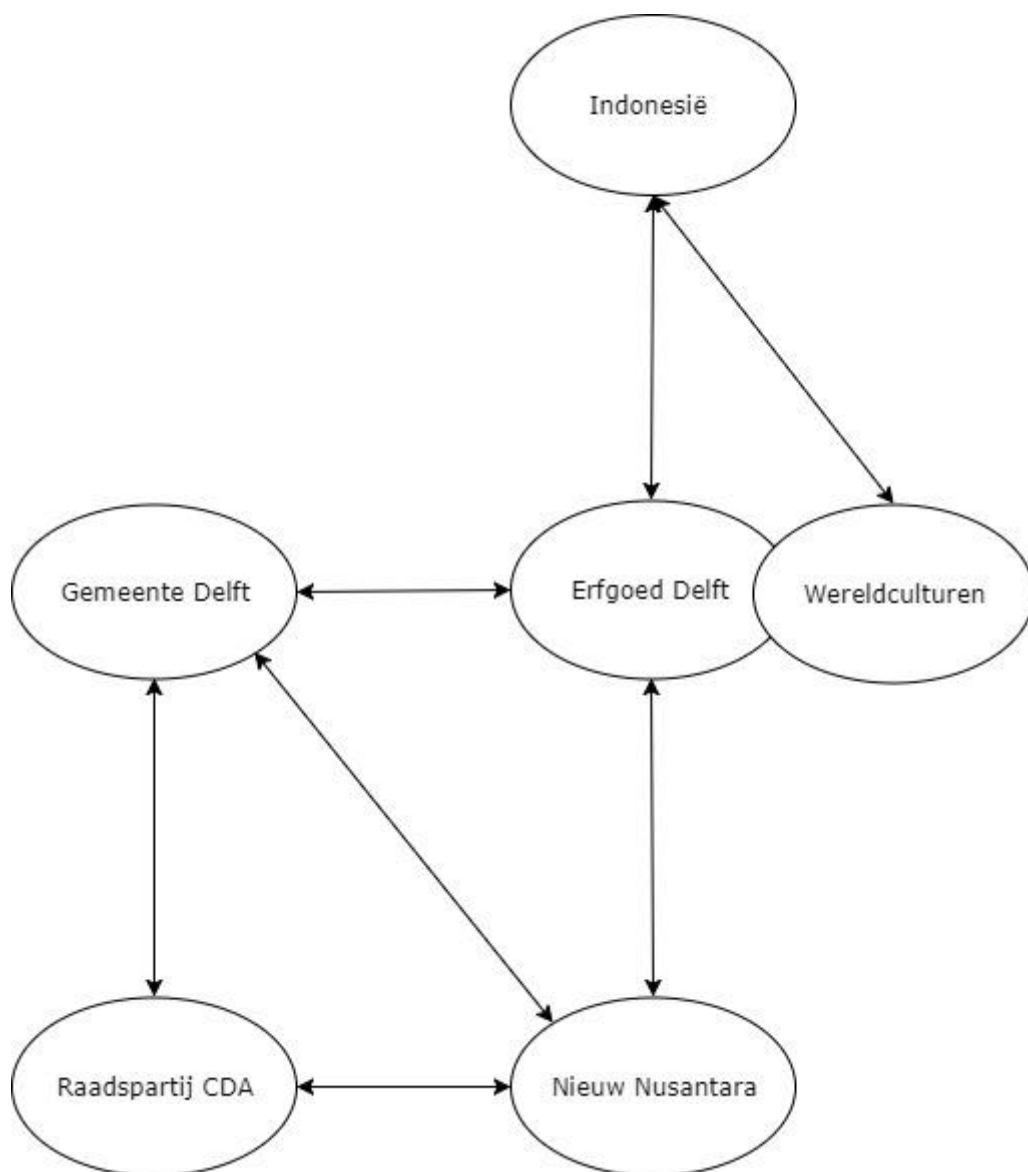 Indonesië
Gemeente Delft
Erfgoed Delft
Wereldculturen
Raadspartij CDA
Nieuw Nusantara